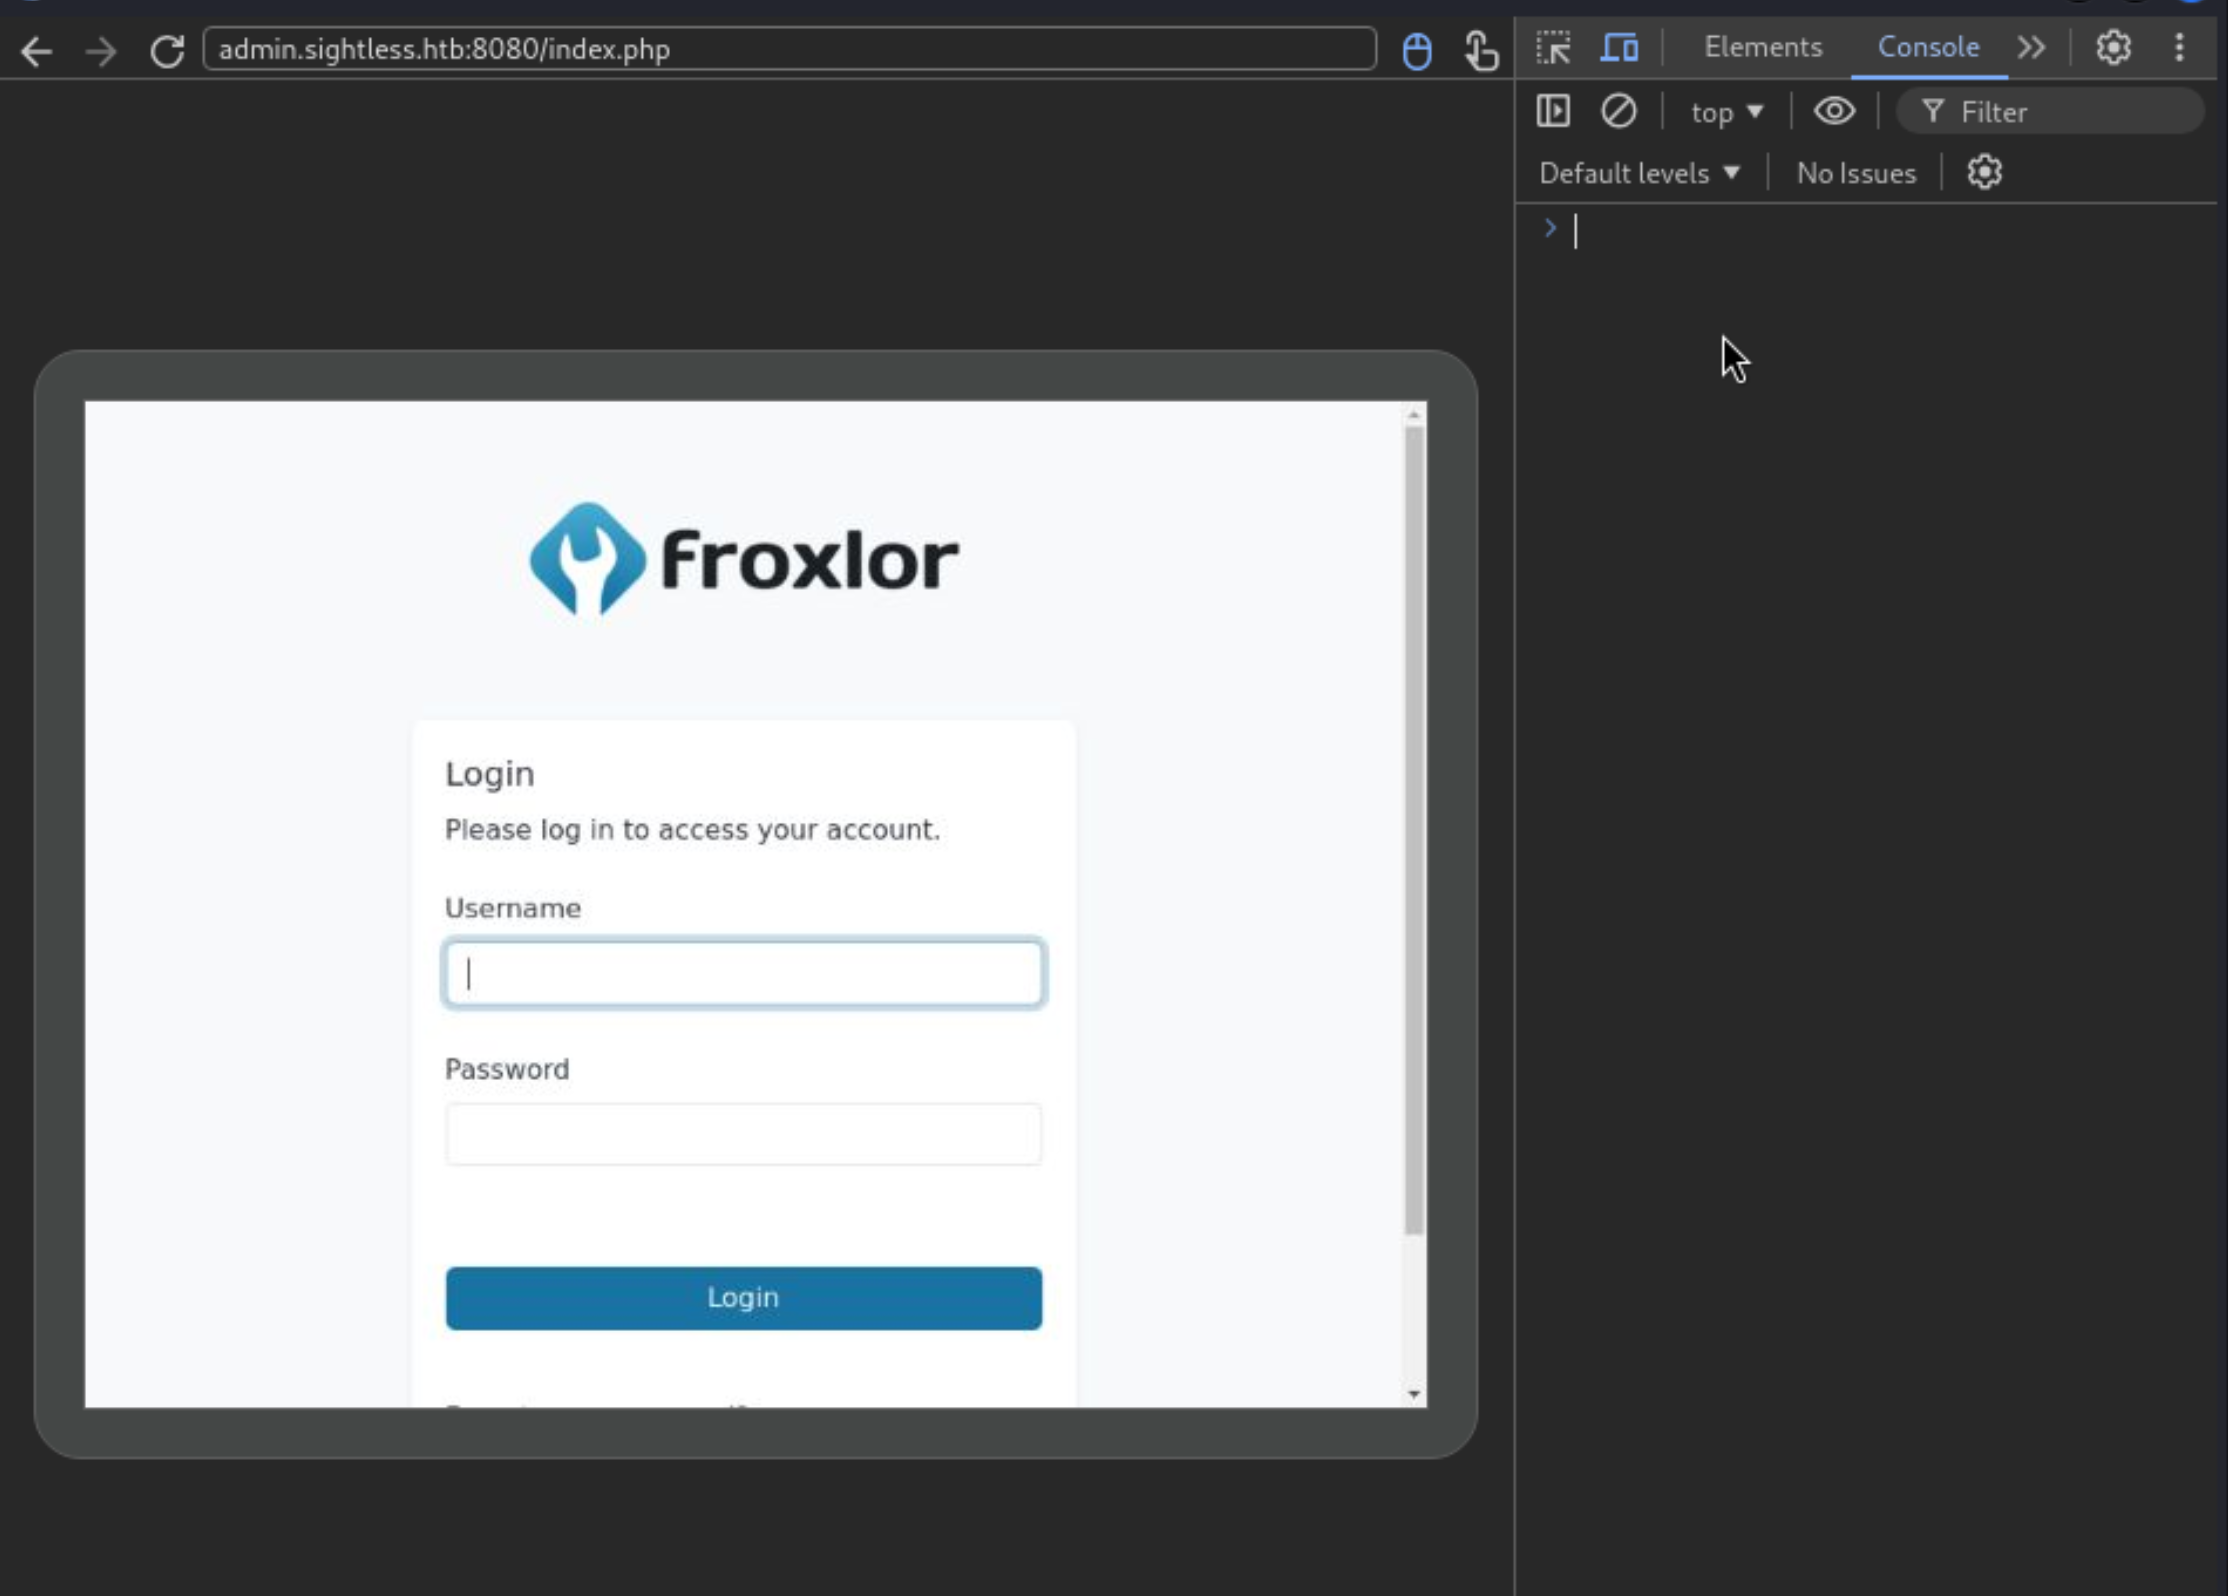 admin.sightless.htb:8080/index.php
Elements Console
top Filter
Default levels No Issues
froxlor
Login
Please log in to access your account.
Username
Password
Login